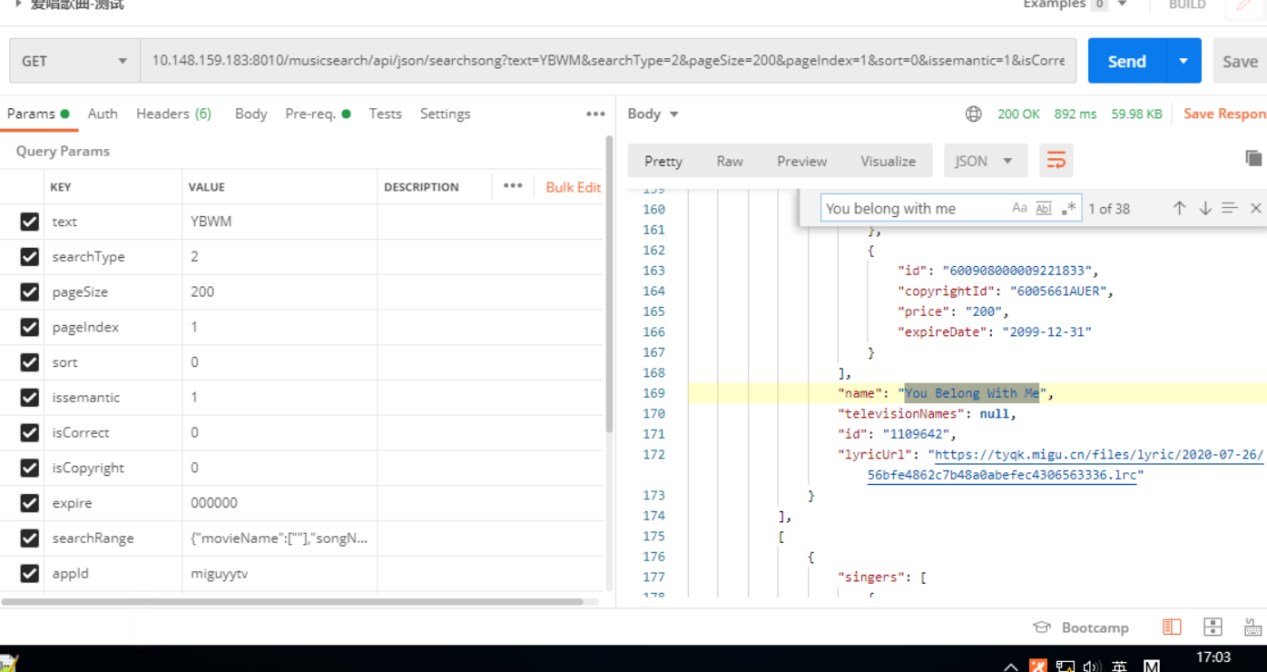 爱唱歌曲-测试
Examples 0 BUILD
GET 10.148.159.183:8010/musicsearch/api/json/searchsong?text=YBWM&searchType=2&pageSize=200&pageIndex=1&sort=0&issemantic=1&isCorre Send Save
Params Auth Headers (6) Body Pre-req. Tests Settings
Query Params
KEY VALUE DESCRIPTION Bulk Edit
text YBWM
searchType 2
pageSize 200
pageIndex 1
sort 0
issemantic 1
isCorrect 0
isCopyright 0
expire 000000
searchRange {"movieName":[""],"songN...
appId miguyytv
Body 200 OK 892 ms 59.98 KB Save Respon
Pretty Raw Preview Visualize JSON
You belong with me Aa Abl .* 1 of 38
159
160
161 },
162 {
163 "id": "600908000009221833",
164 "copyrightId": "6005661AUER",
165 "price": "200",
166 "expireDate": "2099-12-31"
167 }
168 ],
169 "name": "You Belong With Me",
170 "televisionNames": null,
171 "id": "1109642",
172 "lyricUrl": "https://tyqk.migu.cn/files/lyric/2020-07-26/
56bfe4862c7b48a0abefec4306563336.lrc"
173 }
174 ],
175 [
176 {
177 "singers": [
178 {
Bootcamp
英 M 17:03